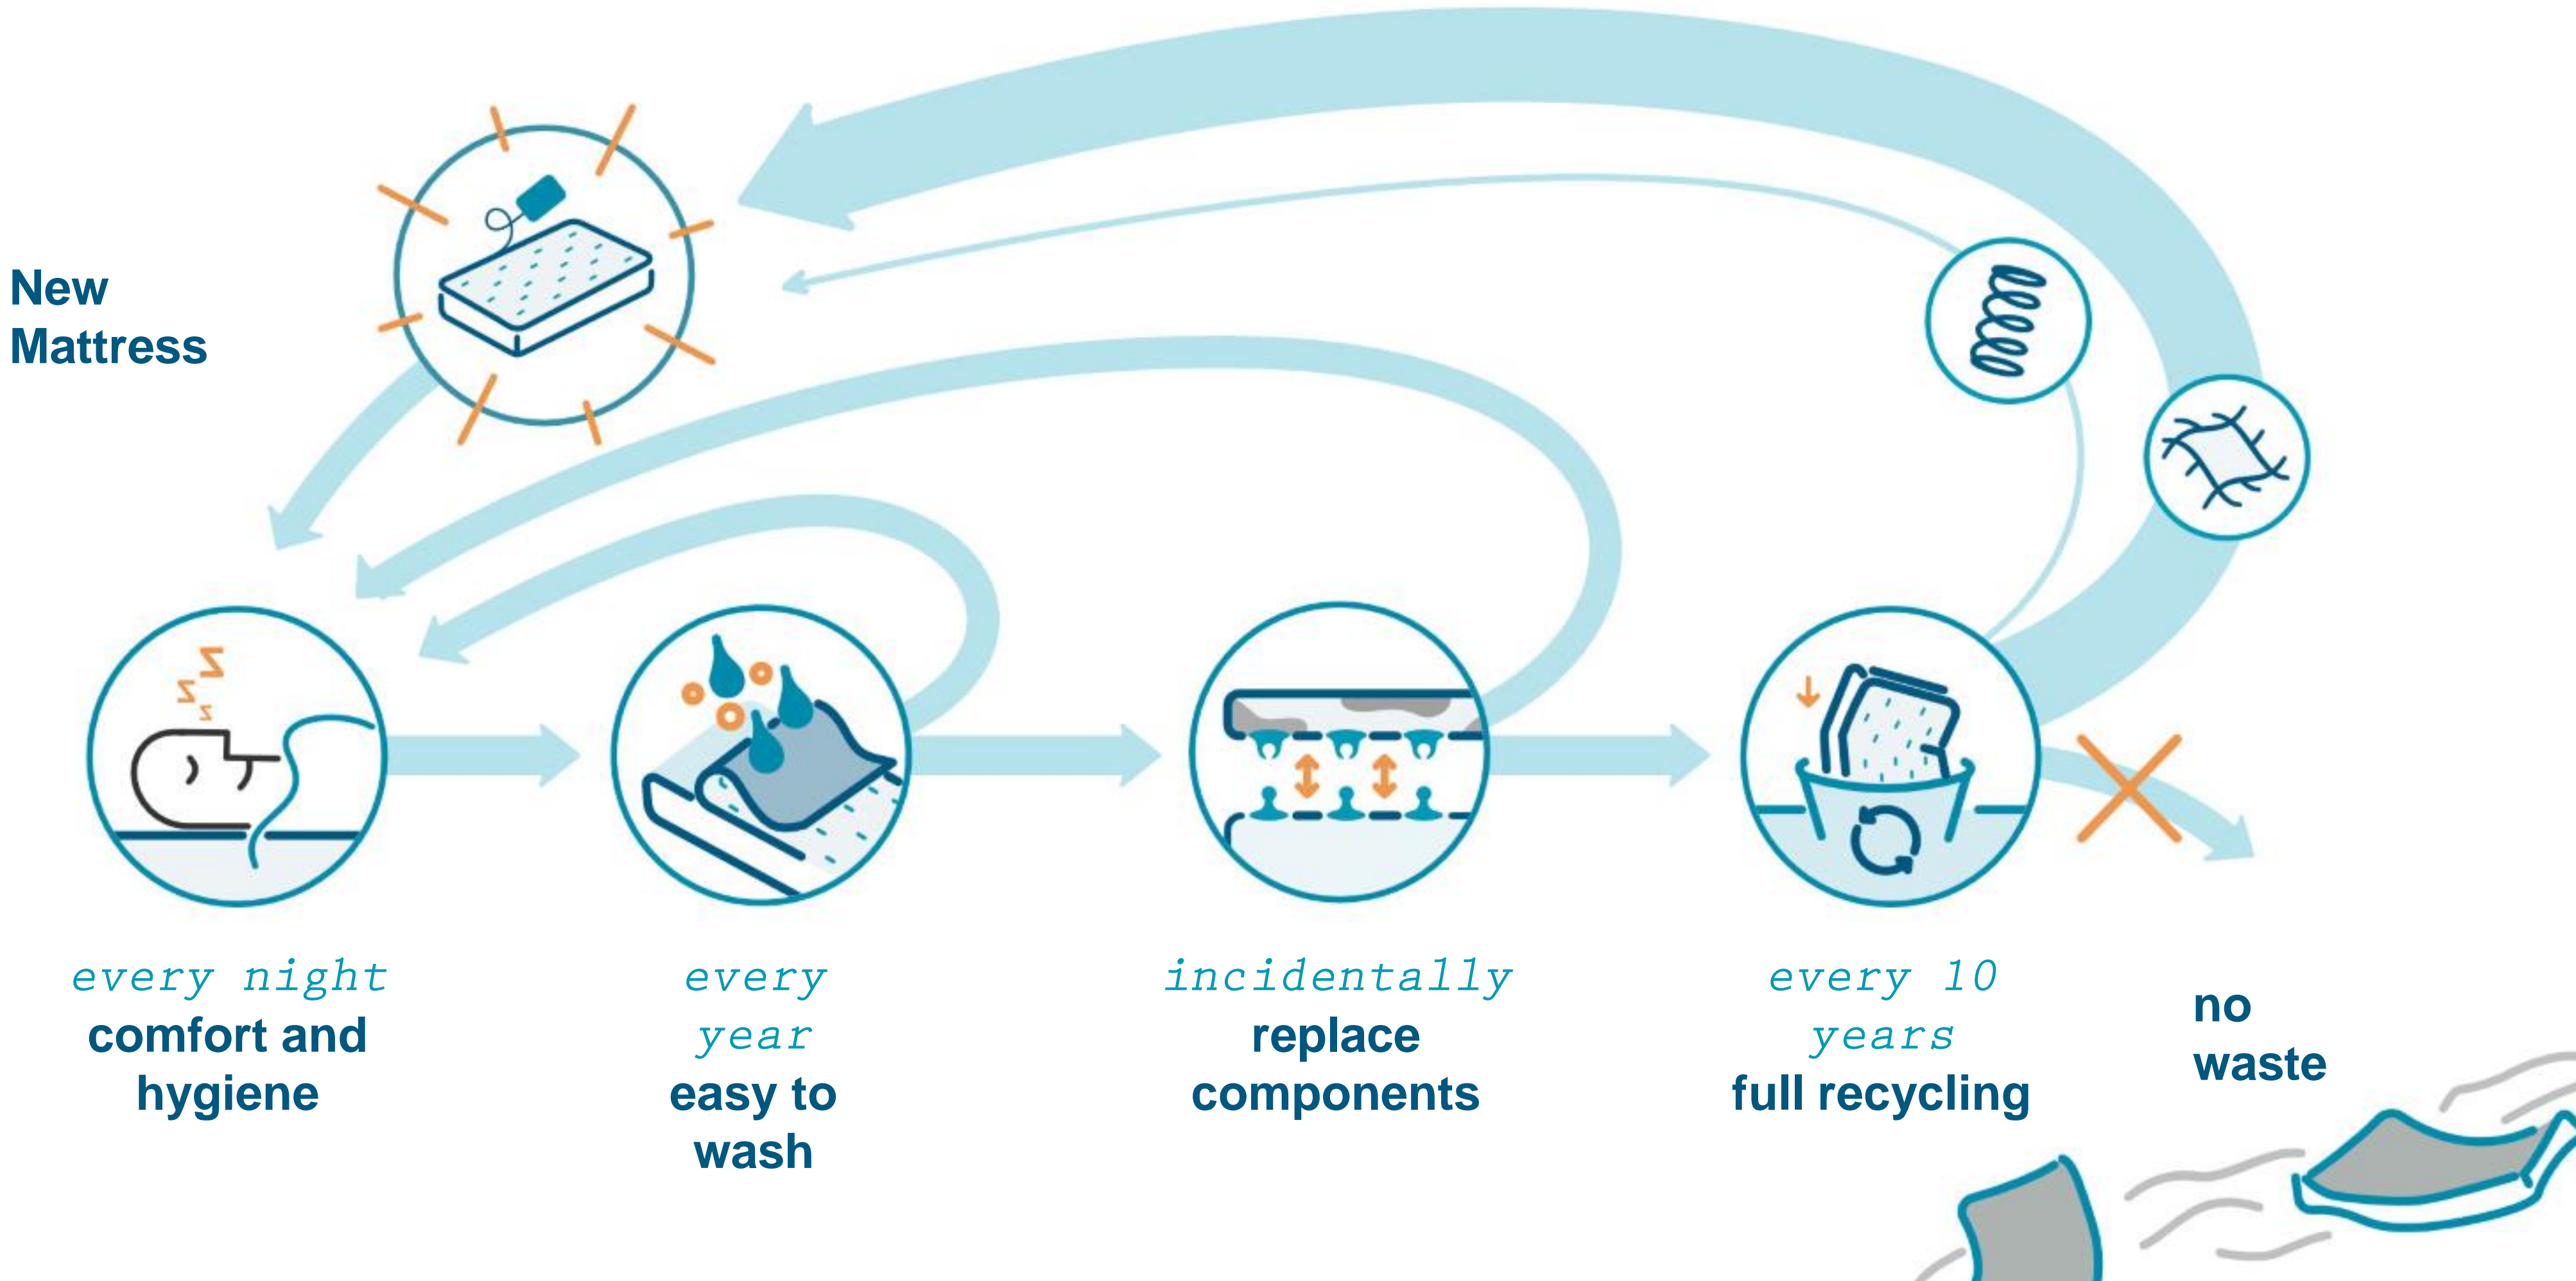 New
Mattress
every night
comfort and
hygiene
every
year
easy to
wash
incidentally
replace
components
every 10
years
full recycling
no
waste